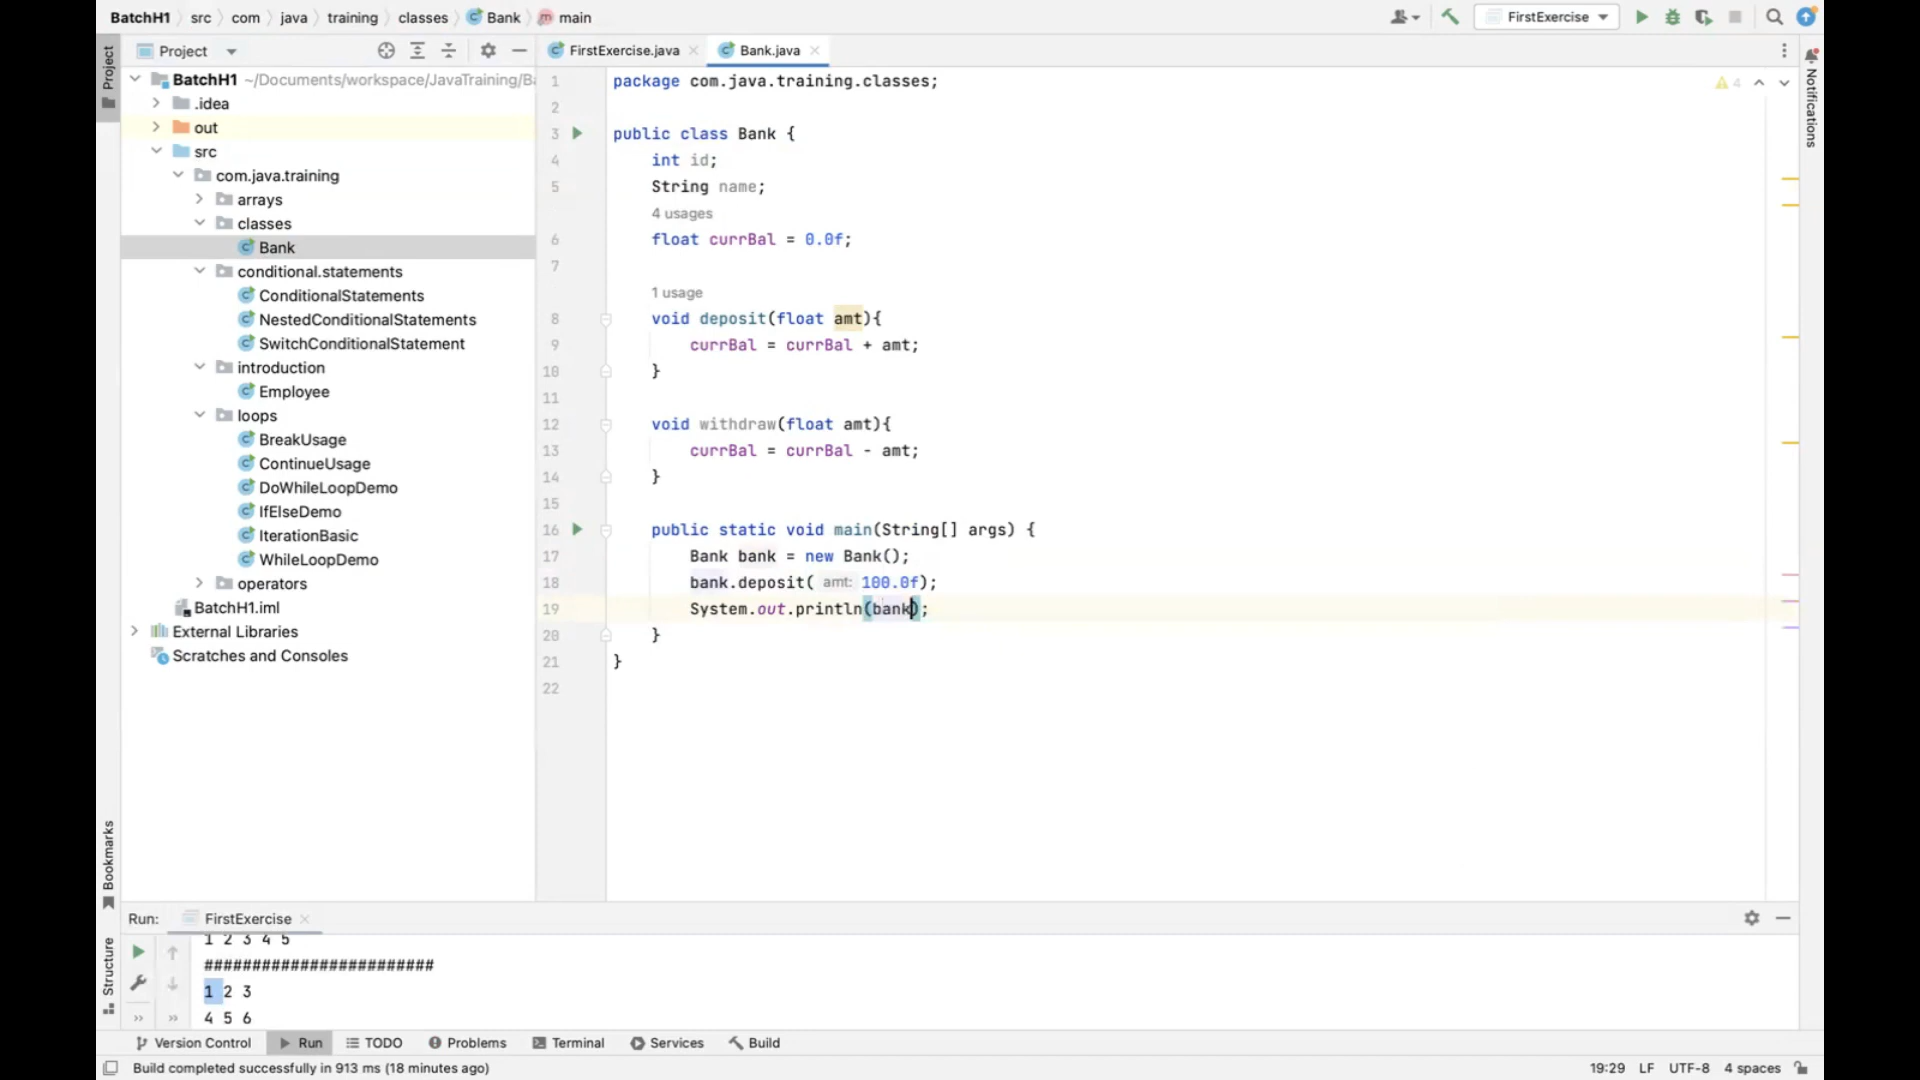 BatchH1 src com java training classes Bank main
FirstExercise
Project
FirstExercise.java Bank.java
BatchH1 ~/Documents/workspace/JavaTraining/Ba
.idea
out
src
com.java.training
arrays
classes
Bank
conditional.statements
ConditionalStatements
NestedConditionalStatements
SwitchConditionalStatement
introduction
Employee
loops
BreakUsage
ContinueUsage
DoWhileLoopDemo
IfElseDemo
IterationBasic
WhileLoopDemo
operators
BatchH1.iml
External Libraries
Scratches and Consoles
Project
Bookmarks
Structure
1 package com.java.training.classes;
2
3 public class Bank {
4 int id;
5 String name;
4 usages
6 float currBal = 0.0f;
7
1 usage
8 void deposit(float amt){
9 currBal = currBal + amt;
10 }
11
12 void withdraw(float amt){
13 currBal = currBal - amt;
14 }
15
16 public static void main(String[] args) {
17 Bank bank = new Bank();
18 bank.deposit( amt: 100.0f);
19 System.out.println(bank);
20 }
21 }
22
4
Notifications
Run: FirstExercise
1 2 3 4 5
########################
1 2 3
4 5 6
Version Control Run TODO Problems Terminal Services Build
Build completed successfully in 913 ms (18 minutes ago) 19:29 LF UTF-8 4 spaces